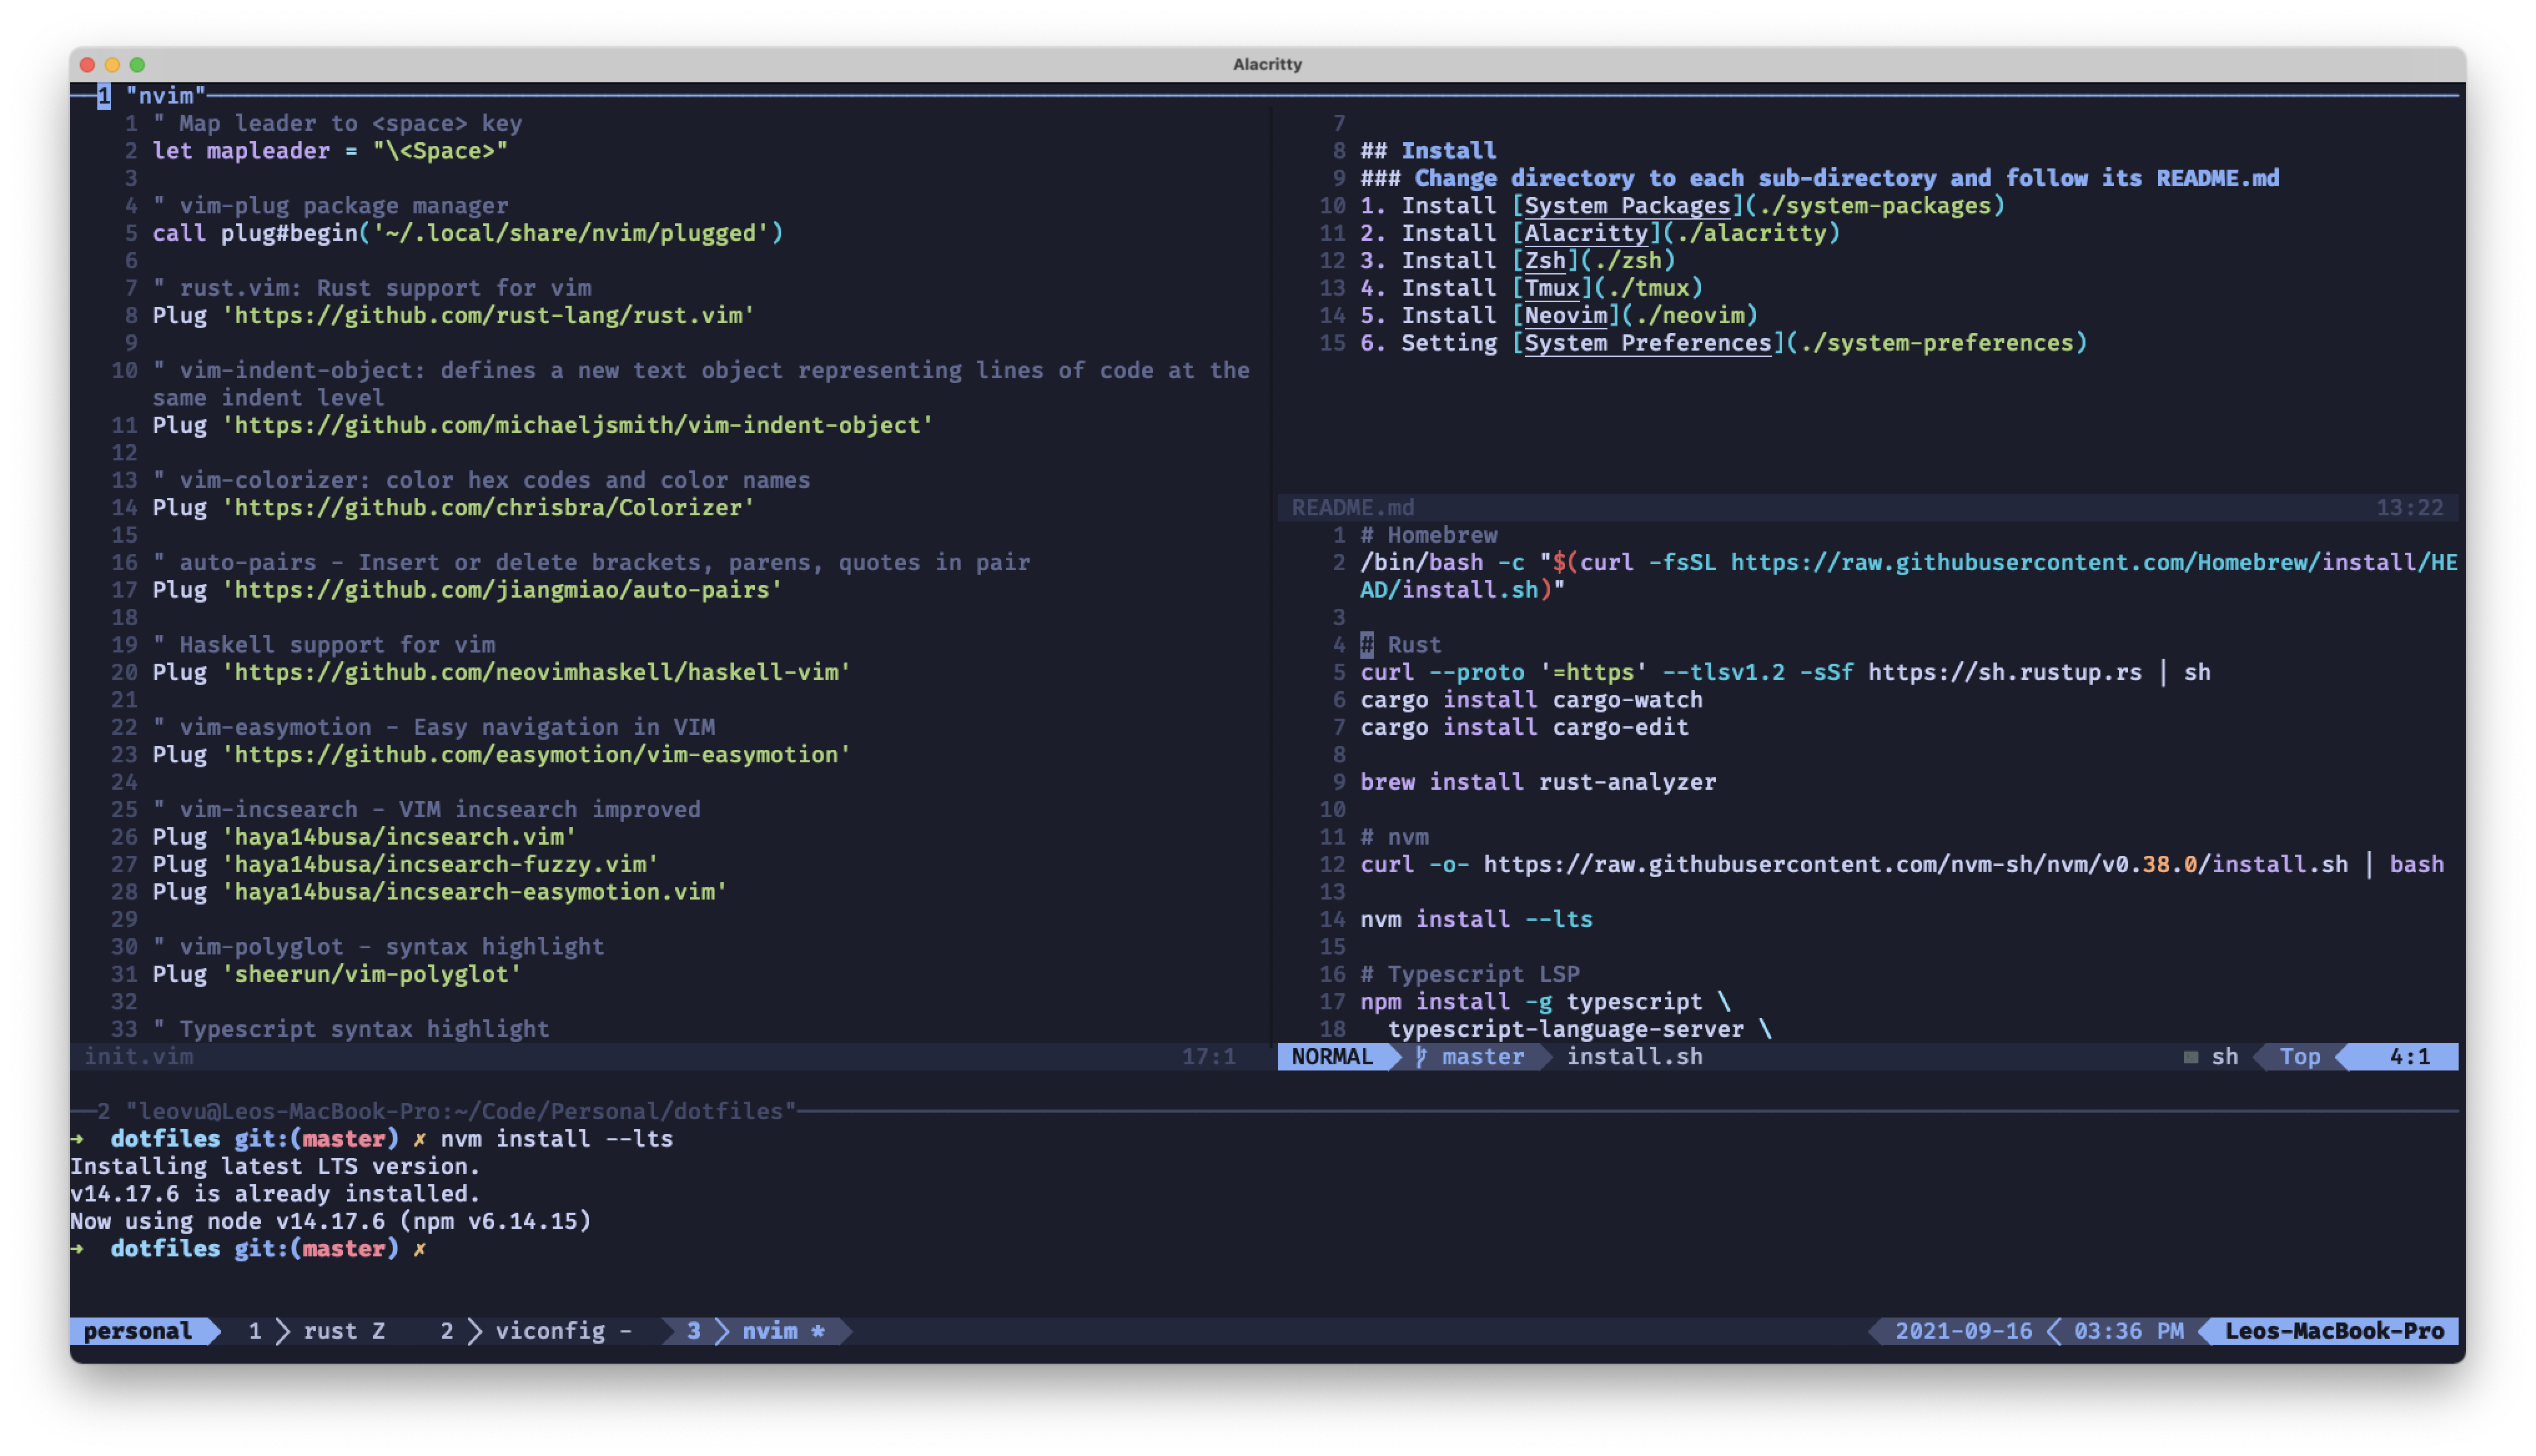 Alacritty
1 "nvim"
1 " Map leader to <space> key
2 let mapleader = "\<Space>"
3
4 " vim-plug package manager
5 call plug#begin('~/.local/share/nvim/plugged')
6
7 " rust.vim: Rust support for vim
8 Plug 'https://github.com/rust-lang/rust.vim'
9
10 " vim-indent-object: defines a new text object representing lines of code at the
same indent level
11 Plug 'https://github.com/michaeljsmith/vim-indent-object'
12
13 " vim-colorizer: color hex codes and color names
14 Plug 'https://github.com/chrisbra/Colorizer'
15
16 " auto-pairs - Insert or delete brackets, parens, quotes in pair
17 Plug 'https://github.com/jiangmiao/auto-pairs'
18
19 " Haskell support for vim
20 Plug 'https://github.com/neovimhaskell/haskell-vim'
21
22 " vim-easymotion - Easy navigation in VIM
23 Plug 'https://github.com/easymotion/vim-easymotion'
24
25 " vim-incsearch - VIM incsearch improved
26 Plug 'haya14busa/incsearch.vim'
27 Plug 'haya14busa/incsearch-fuzzy.vim'
28 Plug 'haya14busa/incsearch-easymotion.vim'
29
30 " vim-polyglot - syntax highlight
31 Plug 'sheerun/vim-polyglot'
32
33 " Typescript syntax highlight
init.vim 17:1
7
8 ## Install
9 ### Change directory to each sub-directory and follow its README.md
10 1. Install [System Packages](./system-packages)
11 2. Install [Alacritty](./alacritty)
12 3. Install [Zsh](./zsh)
13 4. Install [Tmux](./tmux)
14 5. Install [Neovim](./neovim)
15 6. Setting [System Preferences](./system-preferences)
README.md 13:22
1 # Homebrew
2 /bin/bash -c "$(curl -fsSL https://raw.githubusercontent.com/Homebrew/install/HE
AD/install.sh)"
3
4 # Rust
5 curl --proto '=https' --tlsv1.2 -sSf https://sh.rustup.rs | sh
6 cargo install cargo-watch
7 cargo install cargo-edit
8
9 brew install rust-analyzer
10
11 # nvm
12 curl -o- https://raw.githubusercontent.com/nvm-sh/nvm/v0.38.0/install.sh | bash
13
14 nvm install --lts
15
16 # Typescript LSP
17 npm install -g typescript \
18 typescript-language-server \
NORMAL master install.sh sh Top 4:1
2 "leovu@Leos-MacBook-Pro:~/Code/Personal/dotfiles"
➜ dotfiles git:(master) ✗ nvm install --lts
Installing latest LTS version.
v14.17.6 is already installed.
Now using node v14.17.6 (npm v6.14.15)
➜ dotfiles git:(master) ✗
personal 1 rust Z 2 viconfig - 3 nvim * 2021-09-16 03:36 PM Leos-MacBook-Pro